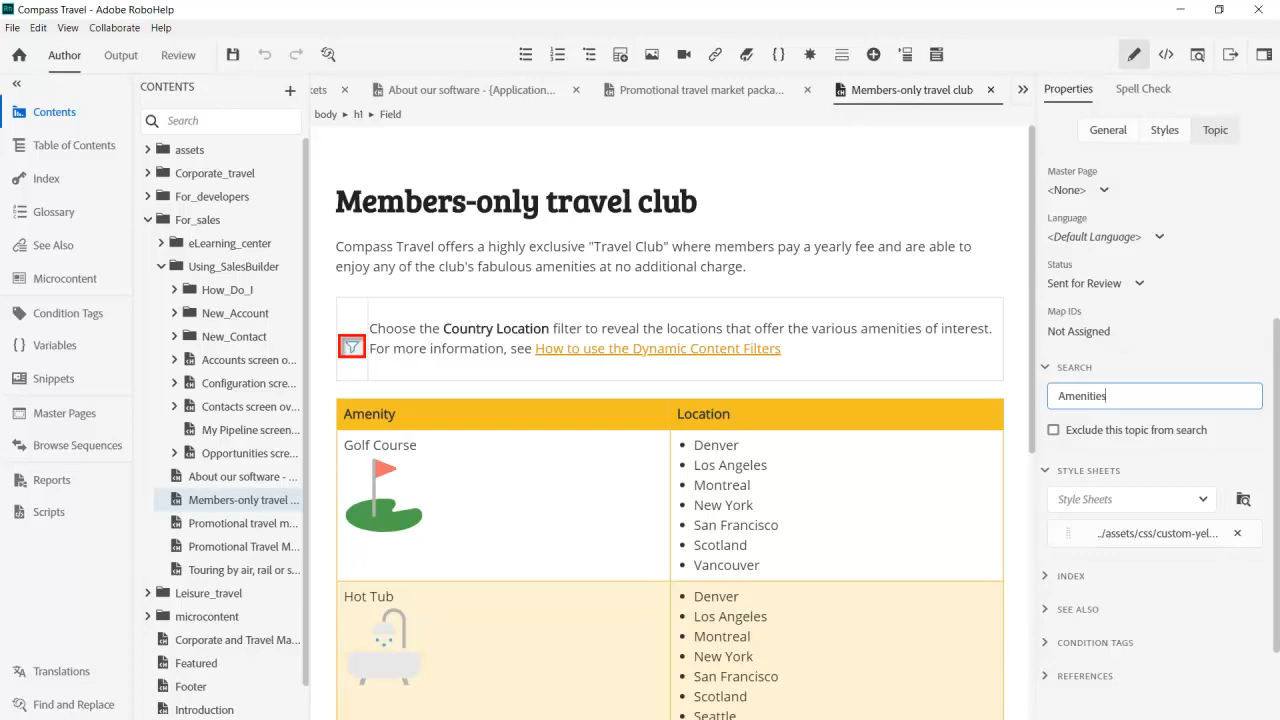 Rh Compass Travel - Adobe RoboHelp
File Edit View Collaborate Help
Author Output Review
Contents
Table of Contents
Index
Glossary
See Also
Microcontent
Condition Tags
Variables
Snippets
Master Pages
Browse Sequences
Reports
Scripts
Translations
Find and Replace
CONTENTS
Search
assets
Corporate_travel
For_developers
For_sales
eLearning_center
Using_SalesBuilder
How_Do_I
New_Account
New_Contact
Accounts screen o...
Configuration scre...
Contacts screen ov...
My Pipeline screen...
Opportunities scre...
About our software - ...
Members-only travel ...
Promotional travel m...
Promotional Travel M...
Touring by air, rail or s...
Leisure_travel
microcontent
Corporate and Travel Ma...
Featured
Footer
Introduction
kets About our software - {Application... Promotional travel market packa... Members-only travel club
body h1 Field
Members-only travel club
Compass Travel offers a highly exclusive "Travel Club" where members pay a yearly fee and are able to
enjoy any of the club's fabulous amenities at no additional charge.
Choose the Country Location filter to reveal the locations that offer the various amenities of interest.
For more information, see How to use the Dynamic Content Filters
Amenity Location
Golf Course
Denver
Los Angeles
Montreal
New York
San Francisco
Scotland
Vancouver
Hot Tub
Denver
Los Angeles
Montreal
New York
San Francisco
Scotland
Seattle
Properties Spell Check
General Styles Topic
Master Page
<None>
Language
<Default Language>
Status
Sent for Review
Map IDs
Not Assigned
SEARCH
Amenities
Exclude this topic from search
STYLE SHEETS
Style Sheets
../assets/css/custom-yel...
INDEX
SEE ALSO
CONDITION TAGS
REFERENCES